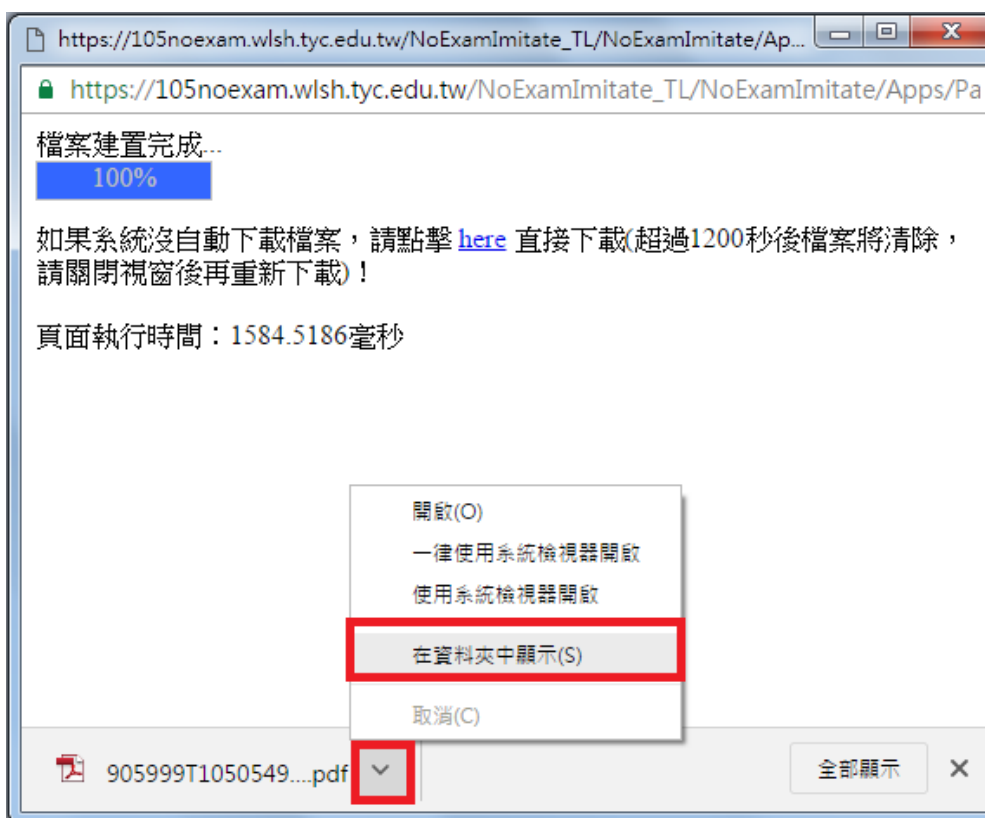 https://105noexam.wlsh.tyc.edu.tw/NoExamImitate_TL/NoExamImitate/Ap...
https://105noexam.wlsh.tyc.edu.tw/NoExamImitate_TL/NoExamImitate/Apps/Pa
檔案建置完成...
100%
如果系統沒自動下載檔案，請點擊 here 直接下載(超過1200秒後檔案將清除，
請關閉視窗後再重新下載)！
頁面執行時間：1584.5186毫秒
開啟(O)
一律使用系統檢視器開啟
使用系統檢視器開啟
在資料夾中顯示(S)
取消(C)
905999T1050549....pdf
全部顯示